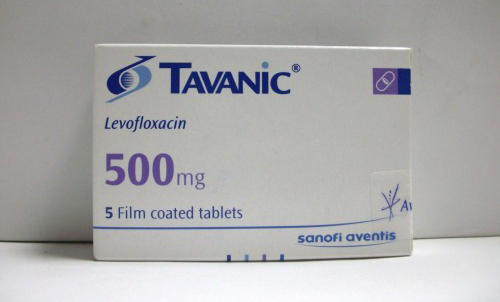 TAVANIC®
Levofloxacin
500mg
5 Film coated tablets
sanofi aventis